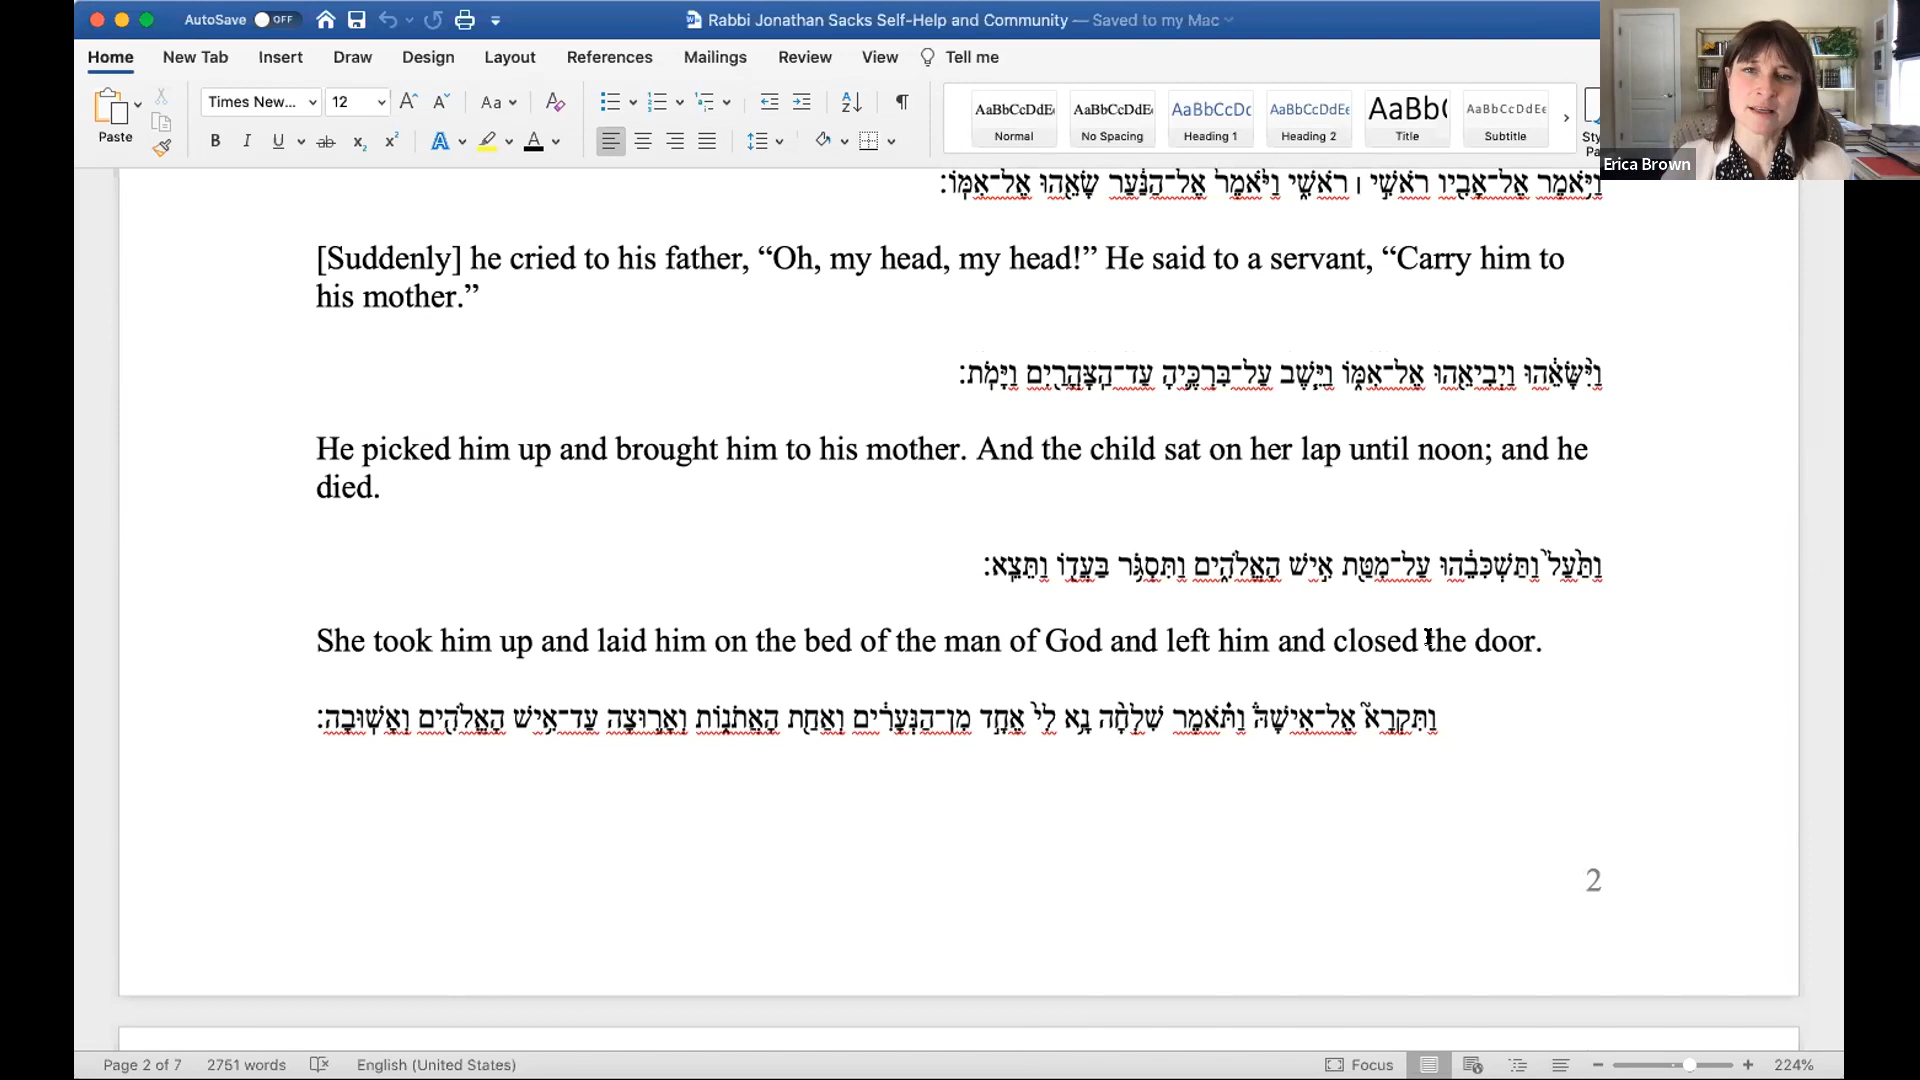 AutoSave OFF
Rabbi Jonathan Sacks Self-Help and Community — Saved to my Mac
Home New Tab Insert Draw Design Layout References Mailings Review View Tell me
Paste
Times New... 12
AaBbCcDdEe AaBbCcDdEe AaBbCcDc AaBbCcDdEe AaBb( AaBbCcDdEe
Normal No Spacing Heading 1 Heading 2 Title Subtitle
Erica Brown
וַיֹּ֥אמֶר אֶל־אָבִ֖יו רֹאשִׁ֣י ׀ רֹאשִׁ֑י וַיֹּ֙אמֶר֙ אֶל־הַנַּ֔עַר שָׂאֵ֖הוּ אֶל־אִמּֽוֹ׃
[Suddenly] he cried to his father, “Oh, my head, my head!” He said to a servant, “Carry him to
his mother.”
וַיִּ֨שָּׂאֵ֔הוּ וַיְבִיאֵ֖הוּ אֶל־אִמּ֑וֹ וַיֵּ֧שֶׁב עַל־בִּרְכֶּ֛יהָ עַד־הַֽצׇּהֳרַ֖יִם וַיָּמֹֽת׃
He picked him up and brought him to his mother. And the child sat on her lap until noon; and he
died.
וַתַּ֙עַל֙ וַתַּשְׁכִּבֵ֔הוּ עַל־מִטַּ֖ת אִ֣ישׁ הָאֱלֹהִ֑ים וַתִּסְגֹּ֥ר בַּעֲד֖וֹ וַתֵּצֵֽא׃
She took him up and laid him on the bed of the man of God and left him and closed the door.
וַתִּקְרָא֮ אֶל־אִישָׁהּ֒ וַתֹּ֗אמֶר שִׁלְחָ֨ה נָ֥א לִי֙ אֶחָ֣ד מִן־הַנְּעָרִ֔ים וְאַחַ֖ת הָאֲתֹנ֑וֹת וְאָר֛וּצָה עַד־אִ֥ישׁ הָאֱלֹהִ֖ים וְאָשֽׁוּבָה׃
2
Page 2 of 7 2751 words English (United States) Focus 224%